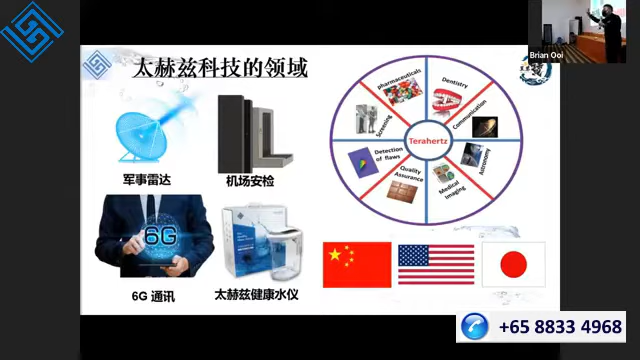 Brian Ooi
太赫兹科技的领域
军事雷达
机场安检
6G
6G 通讯
太赫兹健康水仪
pharmaceuticals
Dentistry
Communication
Astronomy
Medical
Imaging
Quality
Assurance
Detection
of flaws
Screening
Terahertz
+65 8833 4968